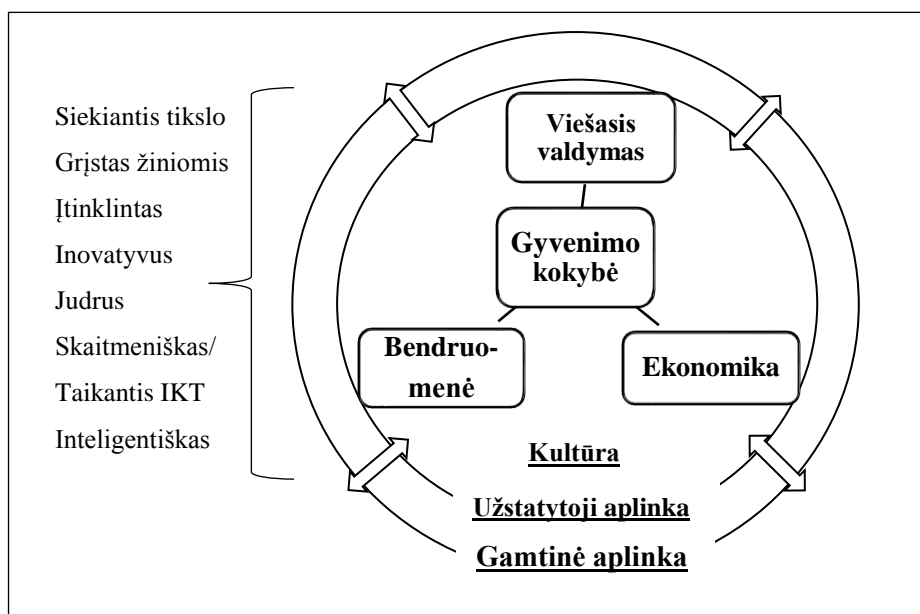 Siekiantis tikslo
Grįstas žiniomis
Įtinklintas
Inovatyvus
Judrus
Skaitmeniškas/
Taikantis IKT
Inteligentiškas
Viešasis
valdymas
Gyvenimo
kokybė
Bendruo-
menė
Ekonomika
Kultūra
Užstatytoji aplinka
Gamtinė aplinka